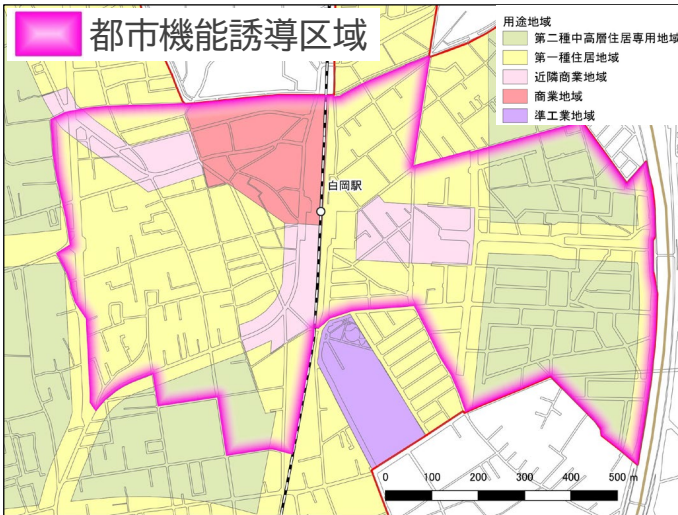 都市機能誘導区域
用途地域
第二種中高層住居専用地域
第一種住居地域
近隣商業地域
商業地域
準工業地域
白岡駅
0 100 200 300 400 500 m